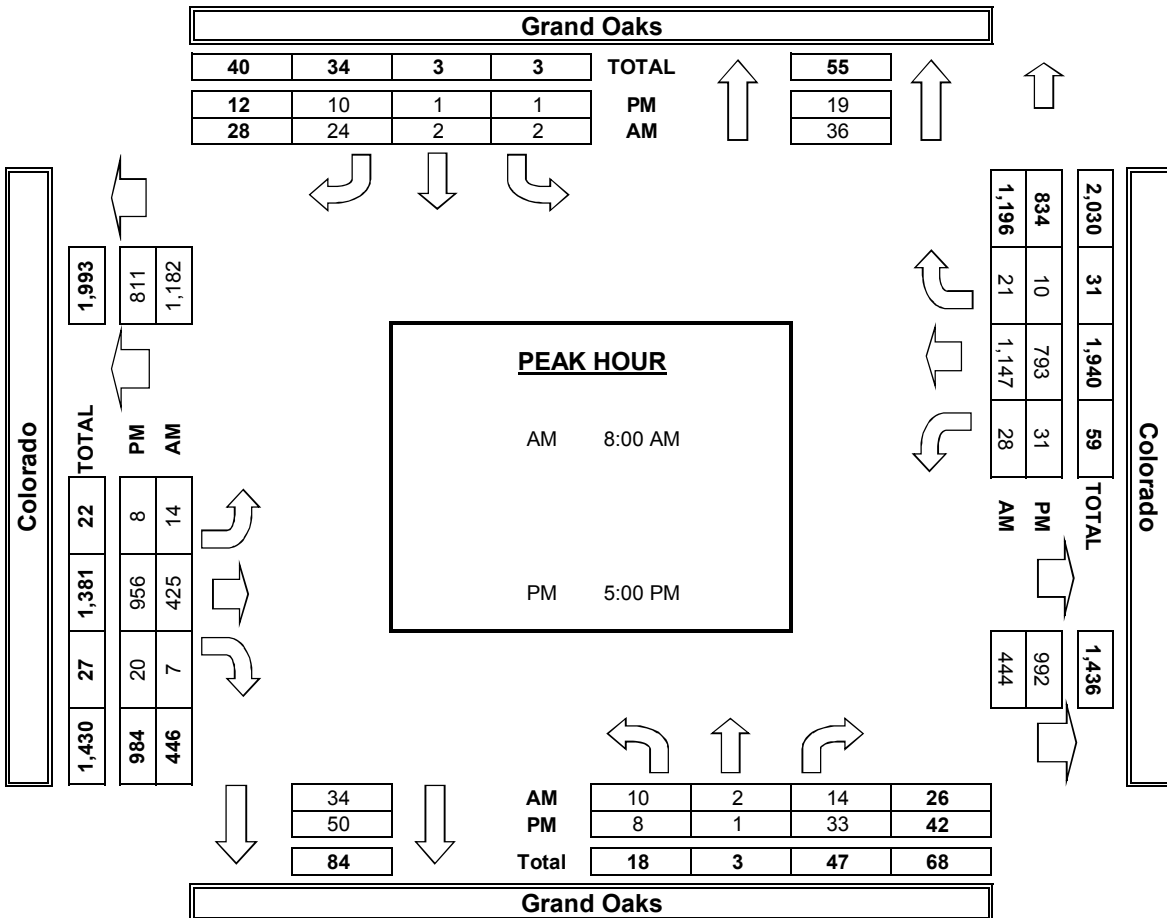 Grand Oaks
40 34 3 3 TOTAL 55
12 10 1 1 PM 19
28 24 2 2 AM 36
Colorado
1,993
811
1,182
TOTAL
PM
AM
22 8 14
1,381 956 425
27 20 7
1,430 984 446
PEAK HOUR
AM 8:00 AM
PM 5:00 PM
2,030 31 1,940 59 TOTAL
834 10 793 31 PM
1,196 21 1,147 28 AM
1,436
992
444
Colorado
34 AM 10 2 14 26
50 PM 8 1 33 42
84 Total 18 3 47 68
Grand Oaks